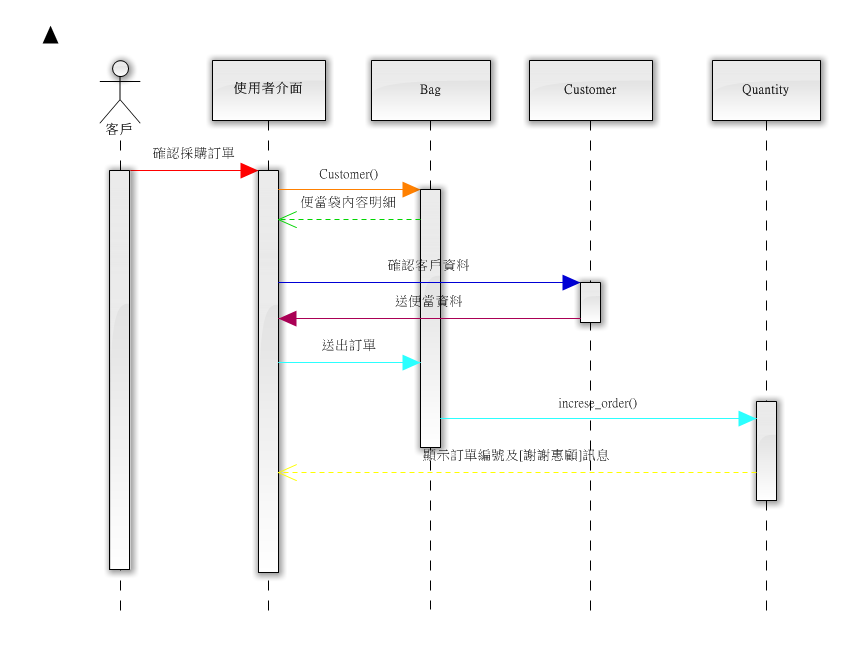 使用者介面
Bag
Customer
Quantity
客戶
確認採購訂單
Customer()
便當袋內容明細
確認客戶資料
送便當資料
送出訂單
increse_order()
顯示訂單編號及[謝謝惠顧]訊息